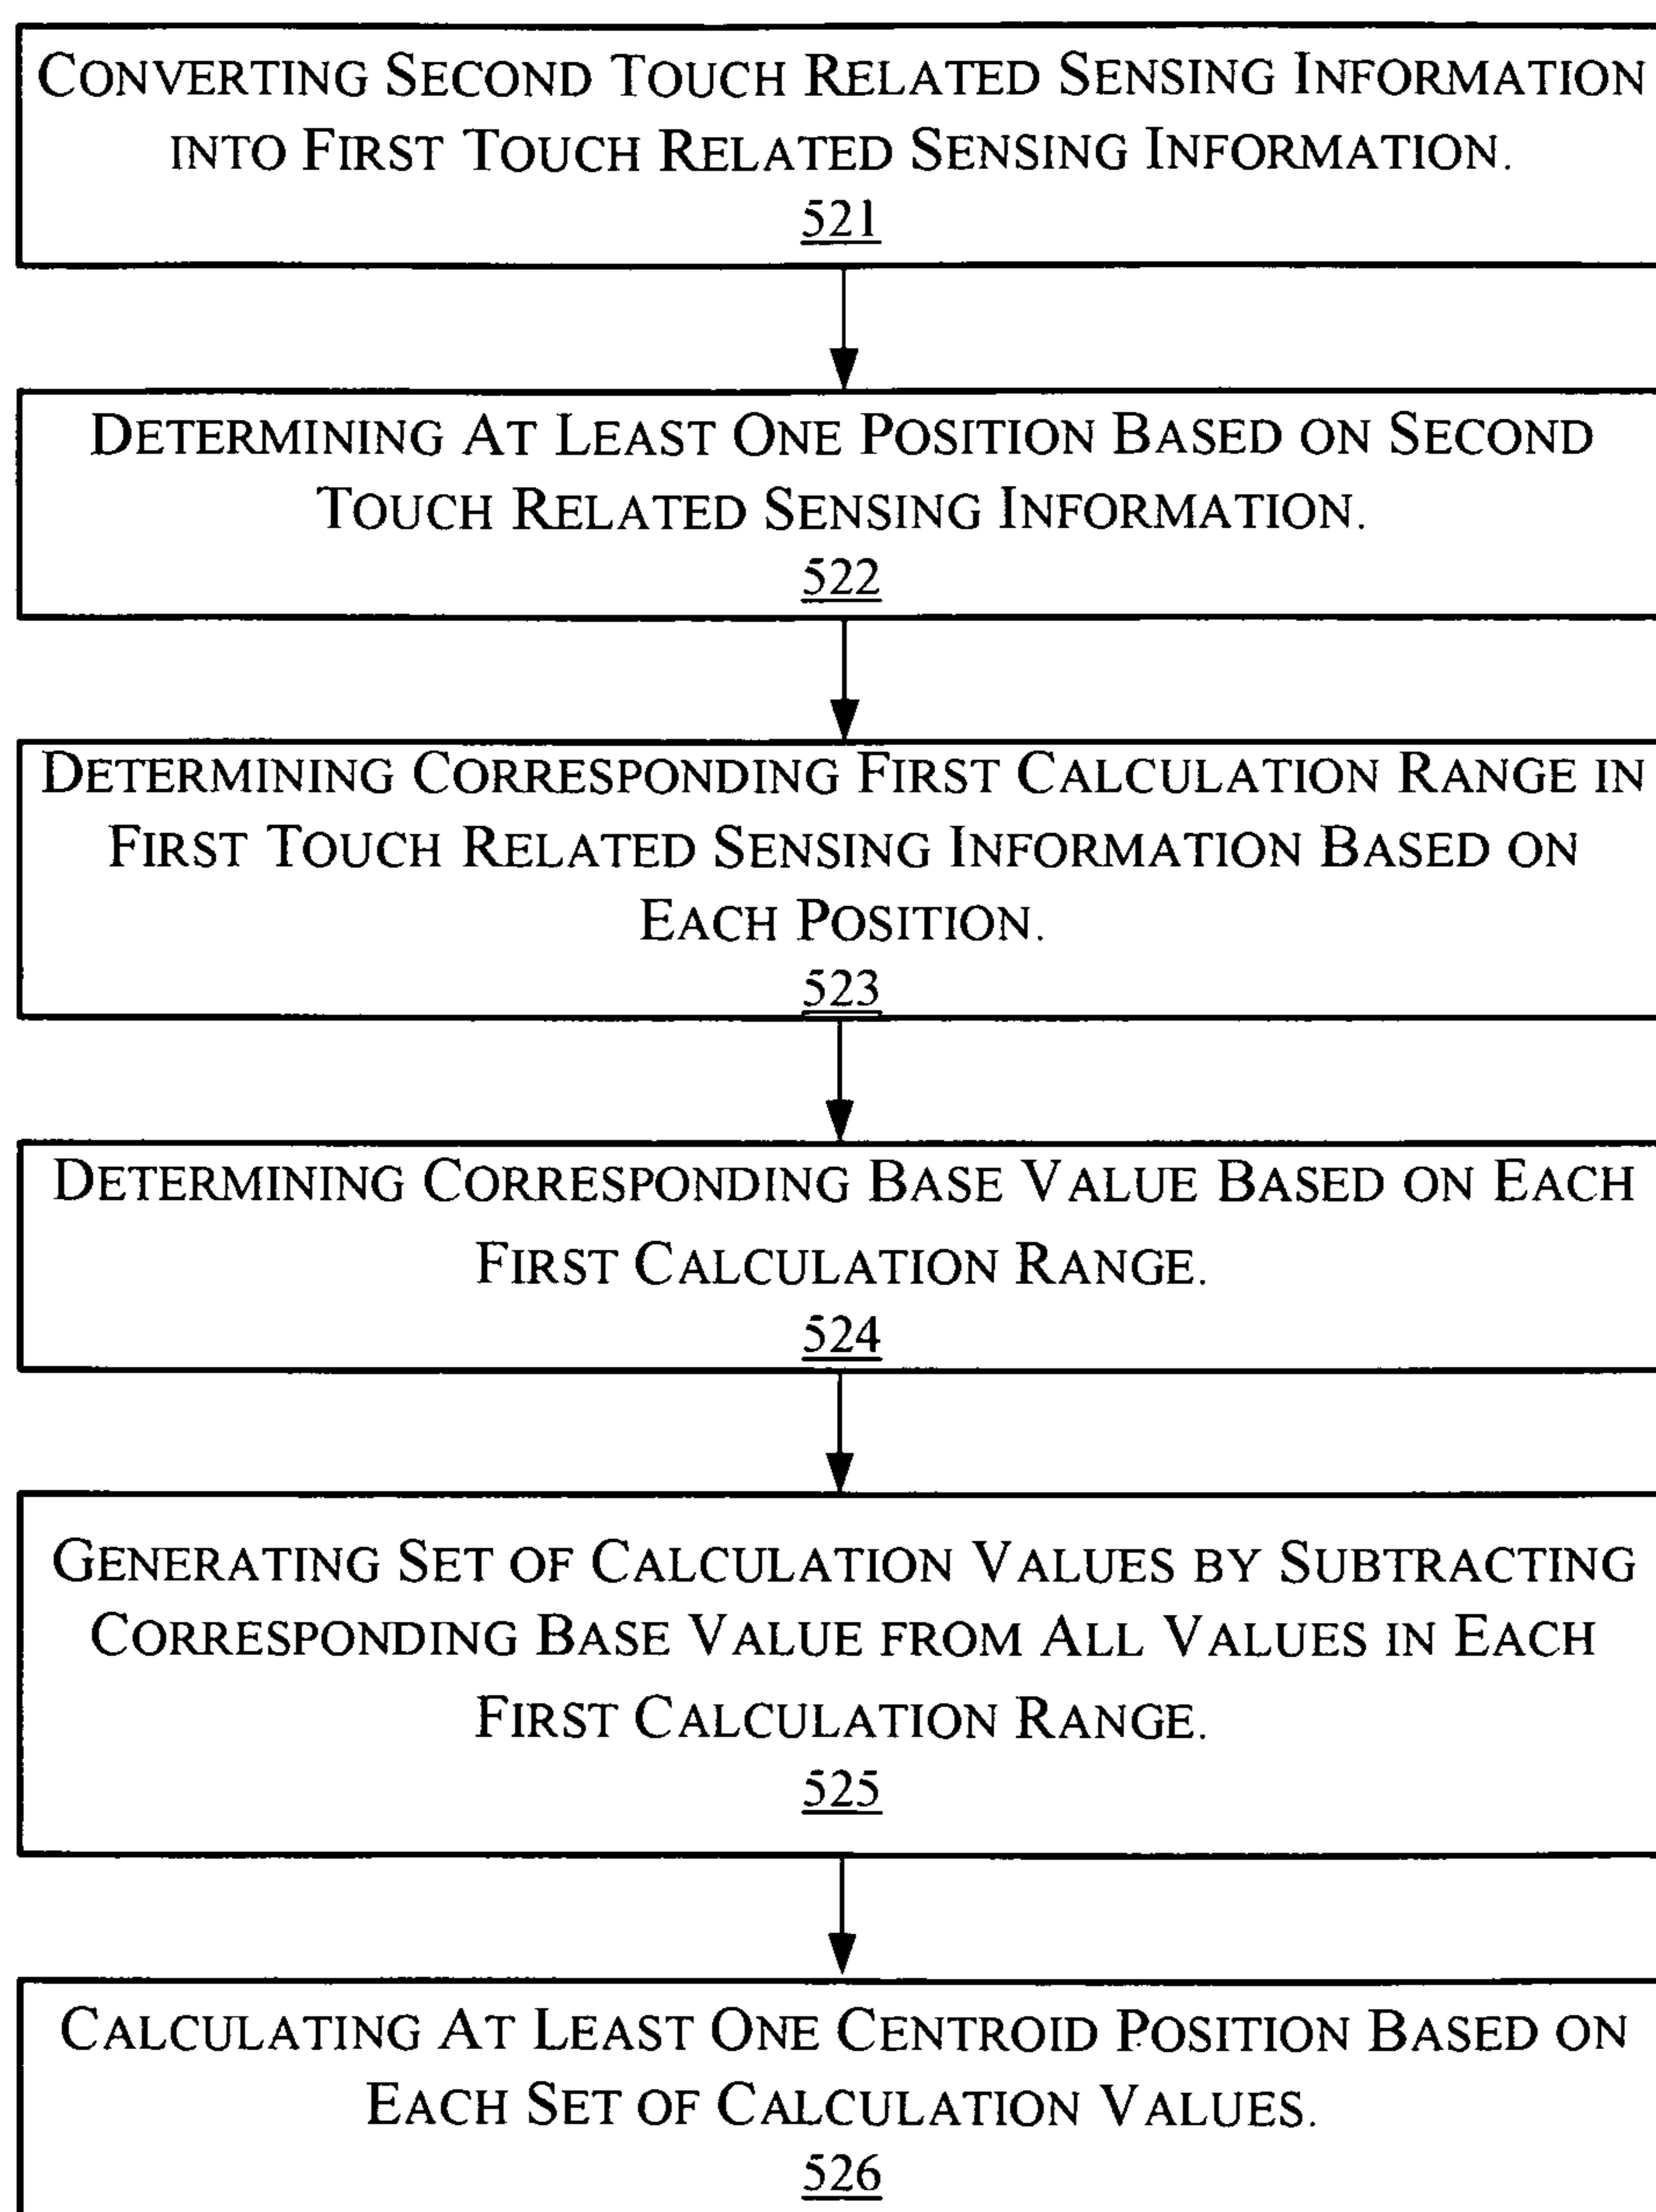 CONVERTING SECOND TOUCH RELATED SENSING INFORMATION
INTO FIRST TOUCH RELATED SENSING INFORMATION.
521
DETERMINING AT LEAST ONE POSITION BASED ON SECOND
TOUCH RELATED SENSING INFORMATION.
522
DETERMINING CORRESPONDING FIRST CALCULATION RANGE IN
FIRST TOUCH RELATED SENSING INFORMATION BASED ON
EACH POSITION.
523
DETERMINING CORRESPONDING BASE VALUE BASED ON EACH
FIRST CALCULATION RANGE.
524
GENERATING SET OF CALCULATION VALUES BY SUBTRACTING
CORRESPONDING BASE VALUE FROM ALL VALUES IN EACH
FIRST CALCULATION RANGE.
525
CALCULATING AT LEAST ONE CENTROID POSITION BASED ON
EACH SET OF CALCULATION VALUES.
526